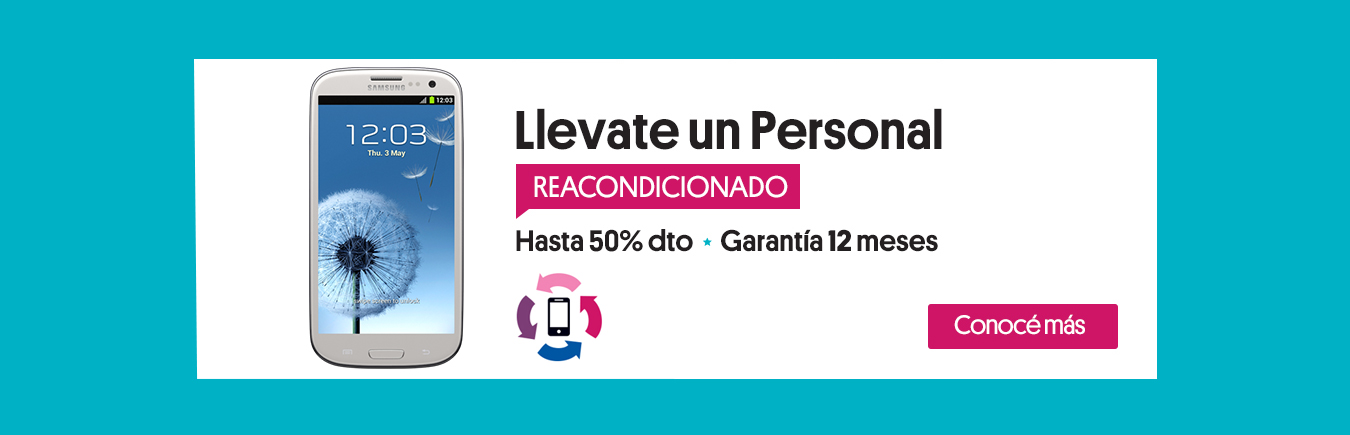 SAMSUNG
12:03
12:03
Thu. 3 May
Llevate un Personal
REACONDICIONADO
Hasta 50% dto ★ Garantía 12 meses
Conocé más